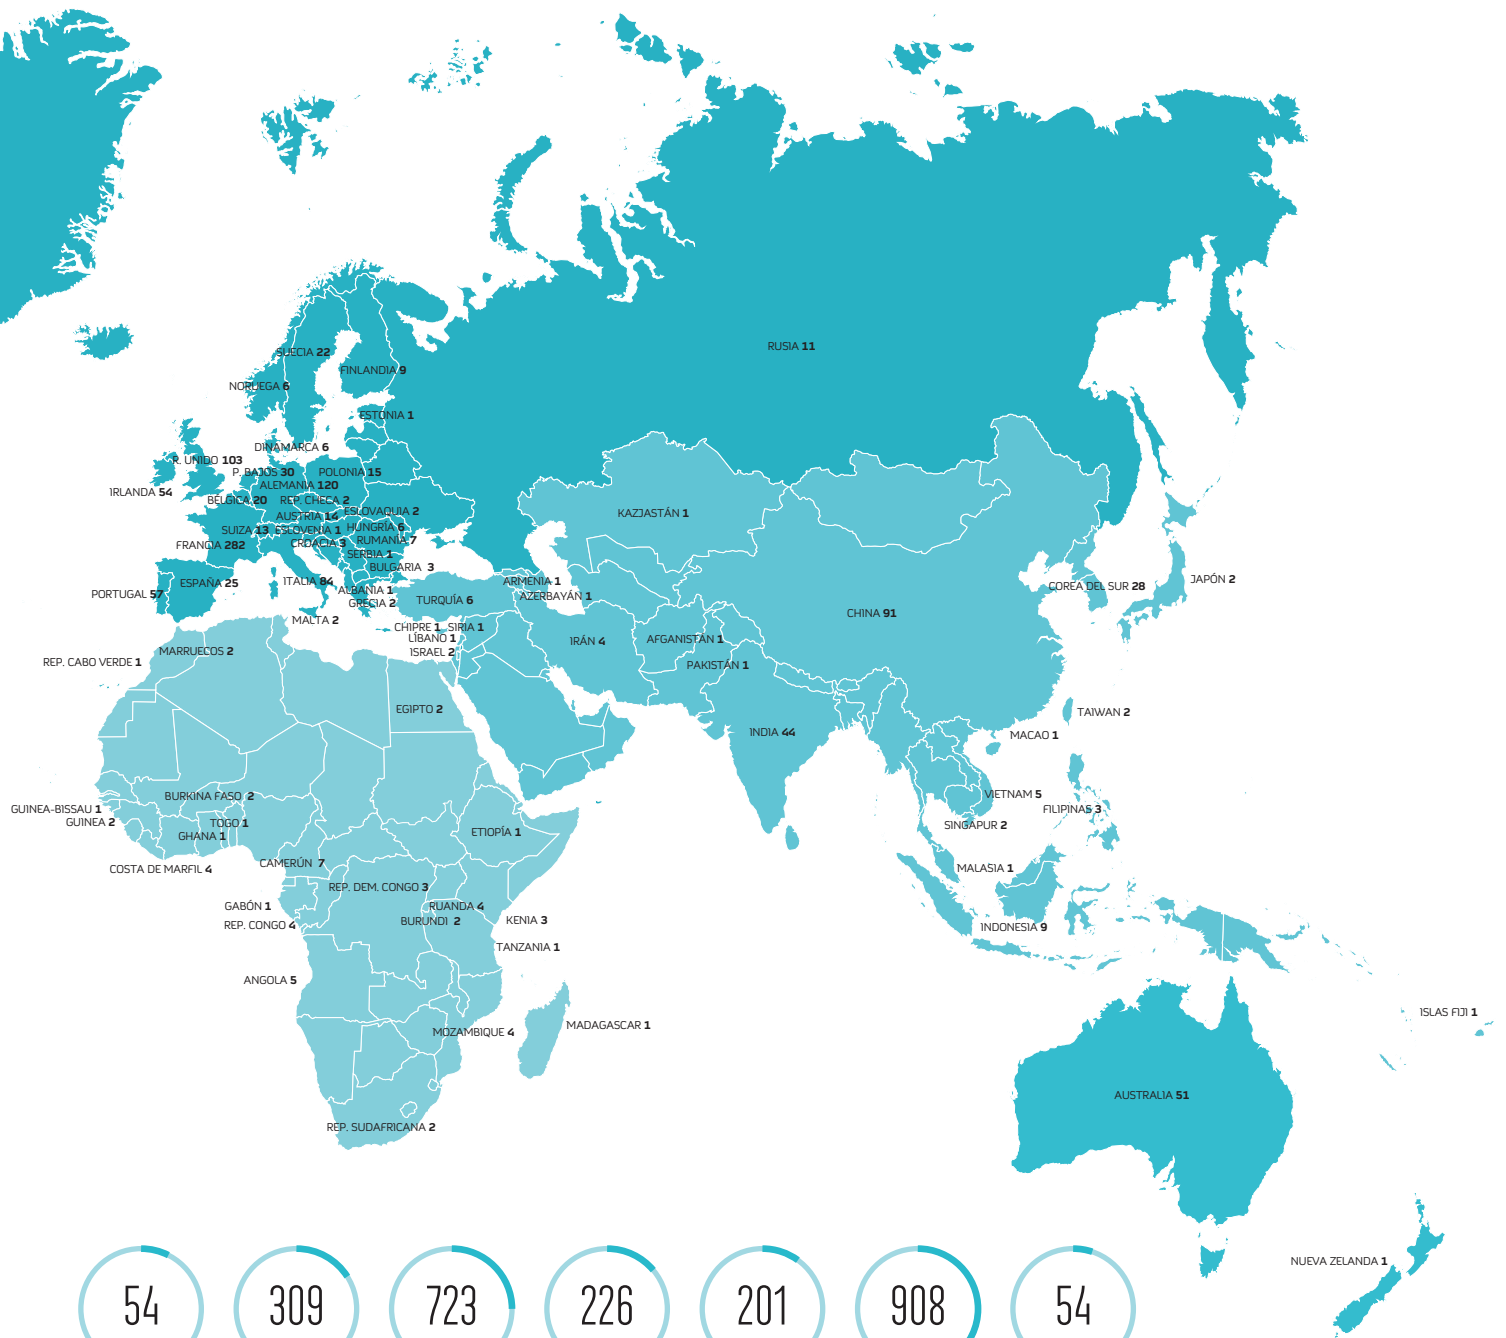 RUSIA 11
SUECIA 22
FINLANDIA 9
NORUEGA 6
ESTONIA 1
DINAMARCA 6
R. UNIDO 103
P. BAJOS 30
POLONIA 15
ALEMANIA 120
IRLANDA 54
BÉLGICA 20
REP. CHECA 2
ESLOVAQUIA 2
AUSTRIA 14
KAZJASTÁN 1
SUIZA 13
ESLOVENIA 1
HUNGRÍA 6
FRANCIA 282
CROACIA 3
RUMANÍA 7
SERBIA 1
BULGARIA 3
ESPAÑA 25
ITALIA 84
ARMENIA 1
COREA DEL SUR 28
JAPÓN 2
PORTUGAL 57
ALBANIA 1
AZERBAYÁN 1
GRECIA 2
TURQUÍA 6
CHINA 91
MALTA 2
CHIPRE 1
SIRIA 1
LÍBANO 1
IRÁN 4
AFGANISTÁN 1
MARRUECOS 2
ISRAEL 2
REP. CABO VERDE 1
PAKISTÁN 1
EGIPTO 2
TAIWAN 2
INDIA 44
MACAO 1
BURKINA FASO 2
VIETNAM 5
GUINEA-BISSAU 1
FILIPINAS 3
GUINEA 2
TOGO 1
SINGAPUR 2
GHANA 1
ETIOPÍA 1
COSTA DE MARFIL 4
CAMERÚN 7
MALASIA 1
REP. DEM. CONGO 3
GABÓN 1
RUANDA 4
REP. CONGO 4
BURUNDI 2
KENIA 3
INDONESIA 9
TANZANIA 1
ANGOLA 5
ISLAS FIJI 1
MOZAMBIQUE 4
MADAGASCAR 1
AUSTRALIA 51
REP. SUDAFRICANA 2
NUEVA ZELANDA 1
54 309 723 226 201 908 54